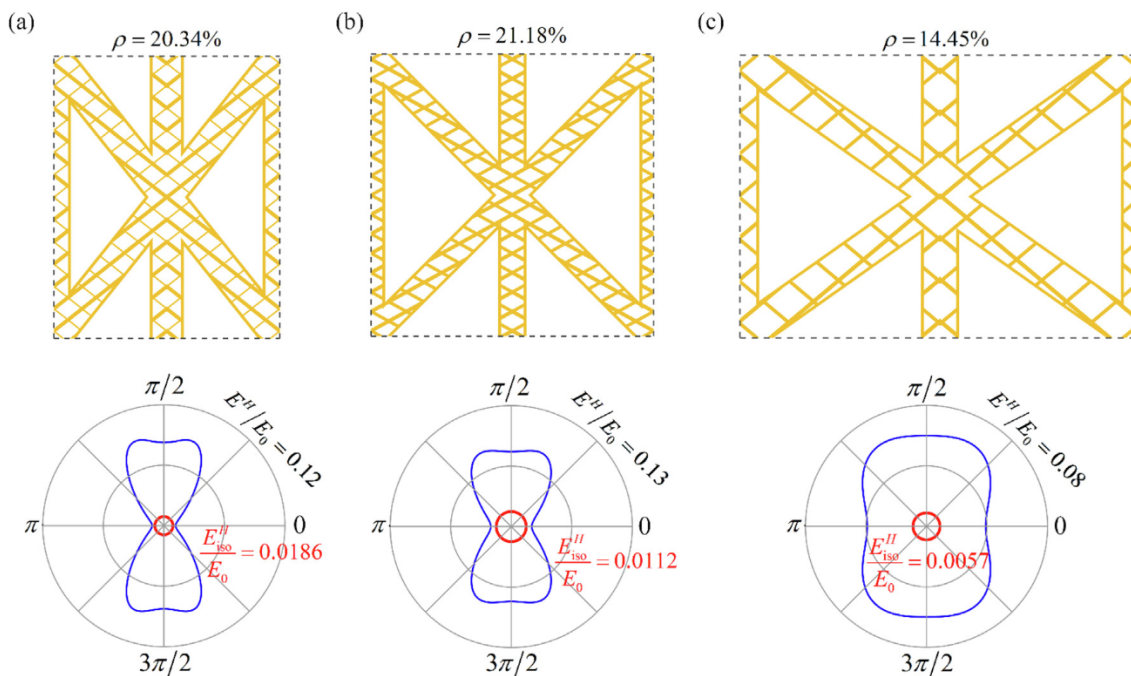 (a)
ρ = 20.34%
(b)
ρ = 21.18%
(c)
ρ = 14.45%
π/2
E^H/E_0 = 0.12
π
0
E^H_iso/E_0 = 0.0186
3π/2
π/2
E^H/E_0 = 0.13
π
0
E^H_iso/E_0 = 0.0112
3π/2
π/2
E^H/E_0 = 0.08
π
0
E^H_iso/E_0 = 0.0057
3π/2